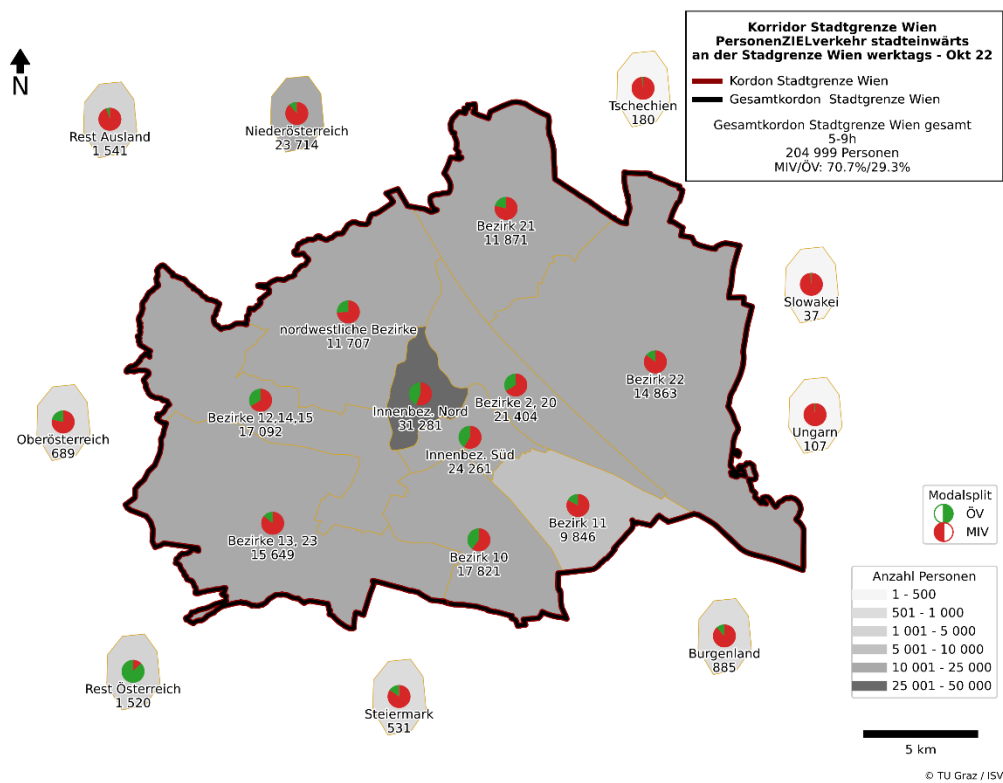 Korridor Stadtgrenze Wien
PersonenZIELverkehr stadteinwärts
an der Stadgrenze Wien werktags - Okt 22
Kordon Stadtgrenze Wien
Gesamtkordon Stadtgrenze Wien
Gesamtkordon Stadtgrenze Wien gesamt
5-9h
204 999 Personen
MIV/ÖV: 70.7%/29.3%
N
Rest Ausland
1 541
Niederösterreich
23 714
Tschechien
180
Bezirk 21
11 871
Slowakei
37
nordwestliche Bezirke
11 707
Bezirk 22
14 863
Bezirke 12,14,15
17 092
Innenbez. Nord
31 281
Bezirke 2, 20
21 404
Oberösterreich
689
Ungarn
107
Innenbez. Süd
24 261
Bezirk 11
9 846
Bezirke 13, 23
15 649
Bezirk 10
17 821
Modalsplit
ÖV
MIV
Anzahl Personen
1 - 500
501 - 1 000
1 001 - 5 000
5 001 - 10 000
10 001 - 25 000
25 001 - 50 000
Burgenland
885
Rest Österreich
1 520
Steiermark
531
5 km
© TU Graz / ISV